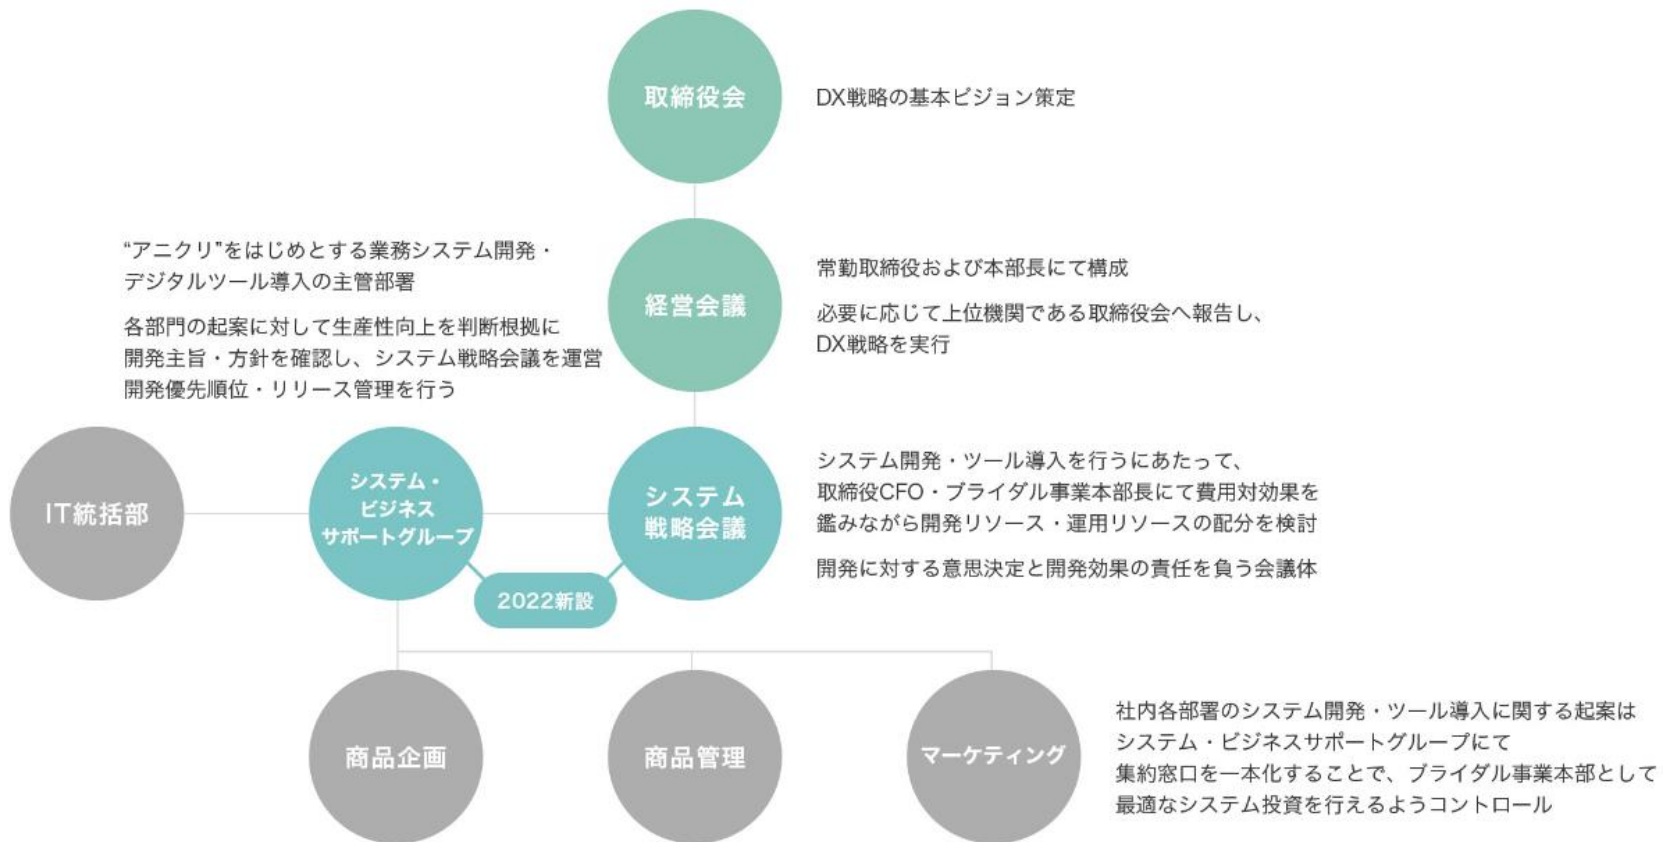 取締役会
DX戦略の基本ビジョン策定
“アニクリ”をはじめとする業務システム開発・
デジタルツール導入の主管部署
各部門の起案に対して生産性向上を判断根拠に
開発主旨・方針を確認し、システム戦略会議を運営
開発優先順位・リリース管理を行う
経営会議
常勤取締役および本部長にて構成
必要に応じて上位機関である取締役会へ報告し、
DX戦略を実行
IT統括部
システム・
ビジネス
サポートグループ
システム
戦略会議
2022新設
システム開発・ツール導入を行うにあたって、
取締役CFO・ブライダル事業本部長にて費用対効果を
鑑みながら開発リソース・運用リソースの配分を検討
開発に対する意思決定と開発効果の責任を負う会議体
商品企画
商品管理
マーケティング
社内各部署のシステム開発・ツール導入に関する起案は
システム・ビジネスサポートグループにて
集約窓口を一本化することで、ブライダル事業本部として
最適なシステム投資を行えるようコントロール